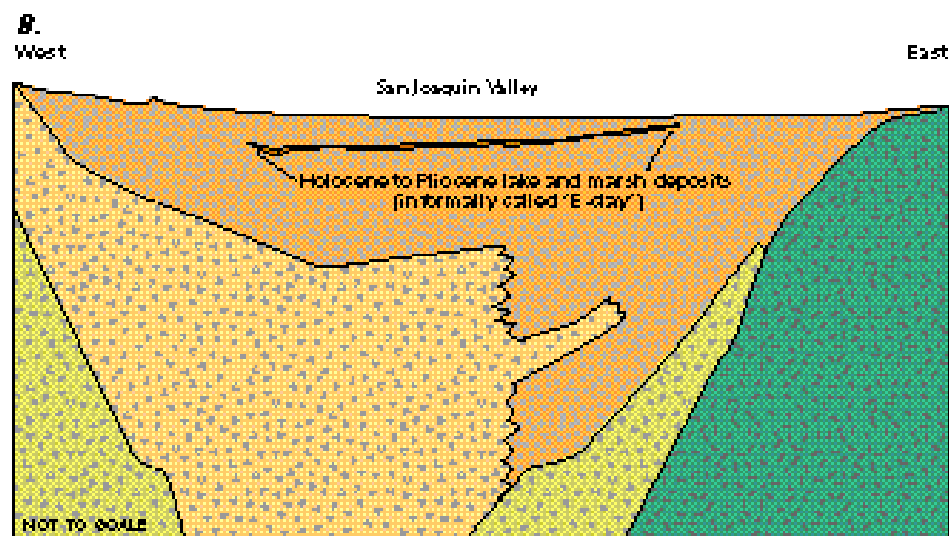 B.
West
East
San Joaquin Valley
Holocene to Pliocene lake and marsh deposits
(informally called "E-clay")
NOT TO SCALE